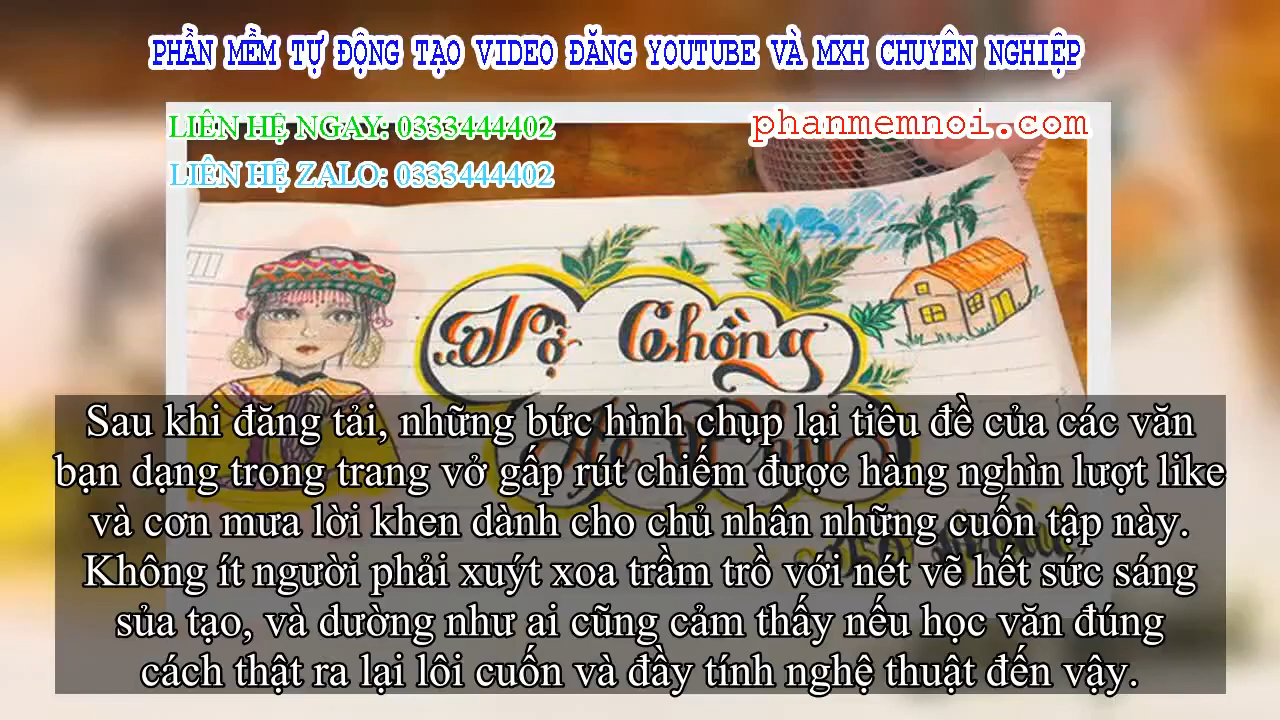 PHẦN MỀM TỰ ĐỘNG TẠO VIDEO ĐĂNG YOUTUBE VÀ MXH CHUYÊN NGHIỆP
LIÊN HỆ NGAY: 0333444402
phanmemnoi.com
LIÊN HỆ ZALO: 0333444402
Vợ Chồng
Sau khi đăng tải, những bức hình chụp lại tiêu đề của các văn
bạn dạng trong trang vở gấp rút chiếm được hàng nghìn lượt like
và cơn mưa lời khen dành cho chủ nhân những cuốn tập này.
Không ít người phải xuýt xoa trầm trồ với nét vẽ hết sức sáng
sủa tạo, và dường như ai cũng cảm thấy nếu học văn đúng
cách thật ra lại lôi cuốn và đầy tính nghệ thuật đến vậy.